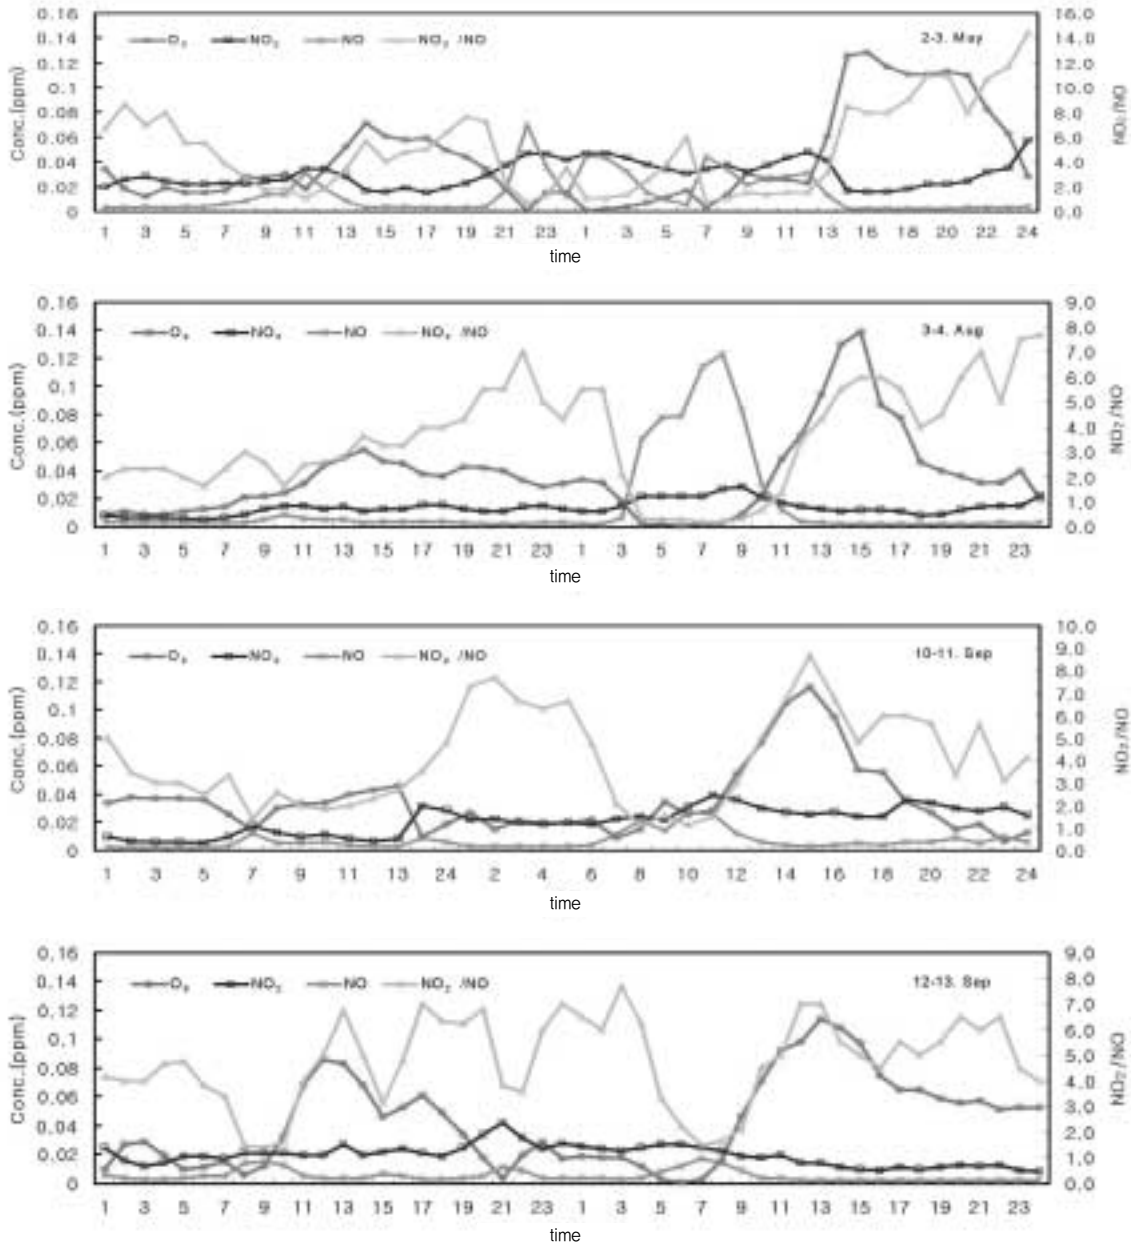 0.16 16.0
O₃ NO₂ NO NO₂ /NO 2-3. May
0.14 14.0
0.12 12.0
0.1 10.0
0.08 8.0
0.06 6.0
0.04 4.0
0.02 2.0
0 0.0
Conc.(ppm)
NO₂/NO
1 3 5 7 9 11 13 15 17 19 21 23 1 3 5 7 9 11 14 16 18 20 22 24
time
0.16 9.0
8.0
O₃ NO₂ NO NO₂ /NO 3-4. Aug
0.14
0.12 7.0
0.1 6.0
5.0
0.08
4.0
0.06
3.0
0.04 2.0
0.02 1.0
0 0.0
Conc.(ppm)
NO₂/NO
1 3 5 7 9 11 13 15 17 19 21 23 1 3 5 7 9 11 13 15 17 19 21 23
time
0.16 10.0
9.0
O₃ NO₂ NO NO₂ /NO 10-11. Sep
0.14
8.0
0.12
7.0
0.1
6.0
0.08 5.0
4.0
0.06
3.0
0.04
2.0
0.02
1.0
0 0.0
Conc.(ppm)
NO₂/NO
1 3 5 7 9 11 13 24 2 4 6 8 10 12 14 16 18 20 22 24
time
0.16 9.0
8.0
O₃ NO₂ NO NO₂ /NO 12-13. Sep
0.14
0.12 7.0
0.1 6.0
5.0
0.08
4.0
0.06
3.0
0.04 2.0
0.02 1.0
0 0.0
Conc.(ppm)
NO₂/NO
1 3 5 7 9 11 13 15 17 19 21 23 1 3 5 7 9 11 13 15 17 19 21 23
time